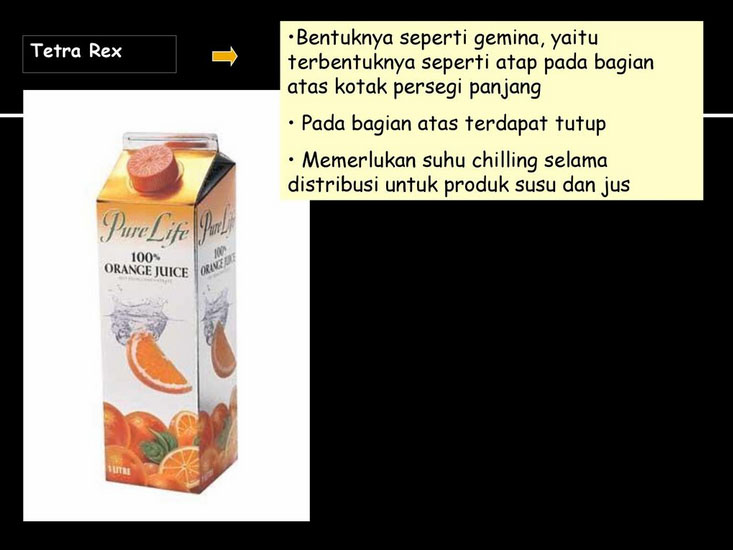 Tetra Rex
•Bentuknya seperti gemina, yaitu
terbentuknya seperti atap pada bagian
atas kotak persegi panjang
• Pada bagian atas terdapat tutup
• Memerlukan suhu chilling selama
distribusi untuk produk susu dan jus
Pure Life
100%
ORANGE JUICE
1 LITRE
Pure Life
100%
ORANGE JUICE